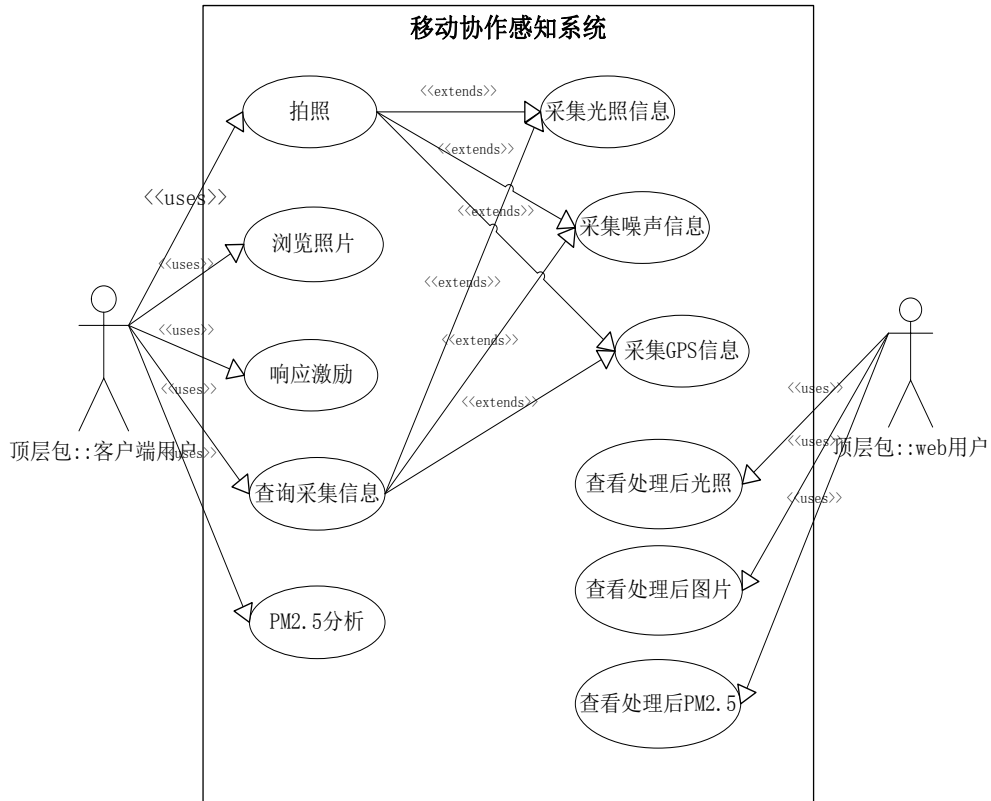 移动协作感知系统
<<extends>>
拍照
采集光照信息
<<extends>>
<<uses>>
<<extends>>
采集噪声信息
浏览照片
<<uses>>
<<extends>>
<<uses>>
<<extends>>
采集GPS信息
响应激励
<<uses>>
<<extends>>
<<uses>>
顶层包::客户端用户
<<uses>>
<<uses>>
顶层包::web用户
查询采集信息
查看处理后光照
<<uses>>
查看处理后图片
PM2.5分析
查看处理后PM2.5